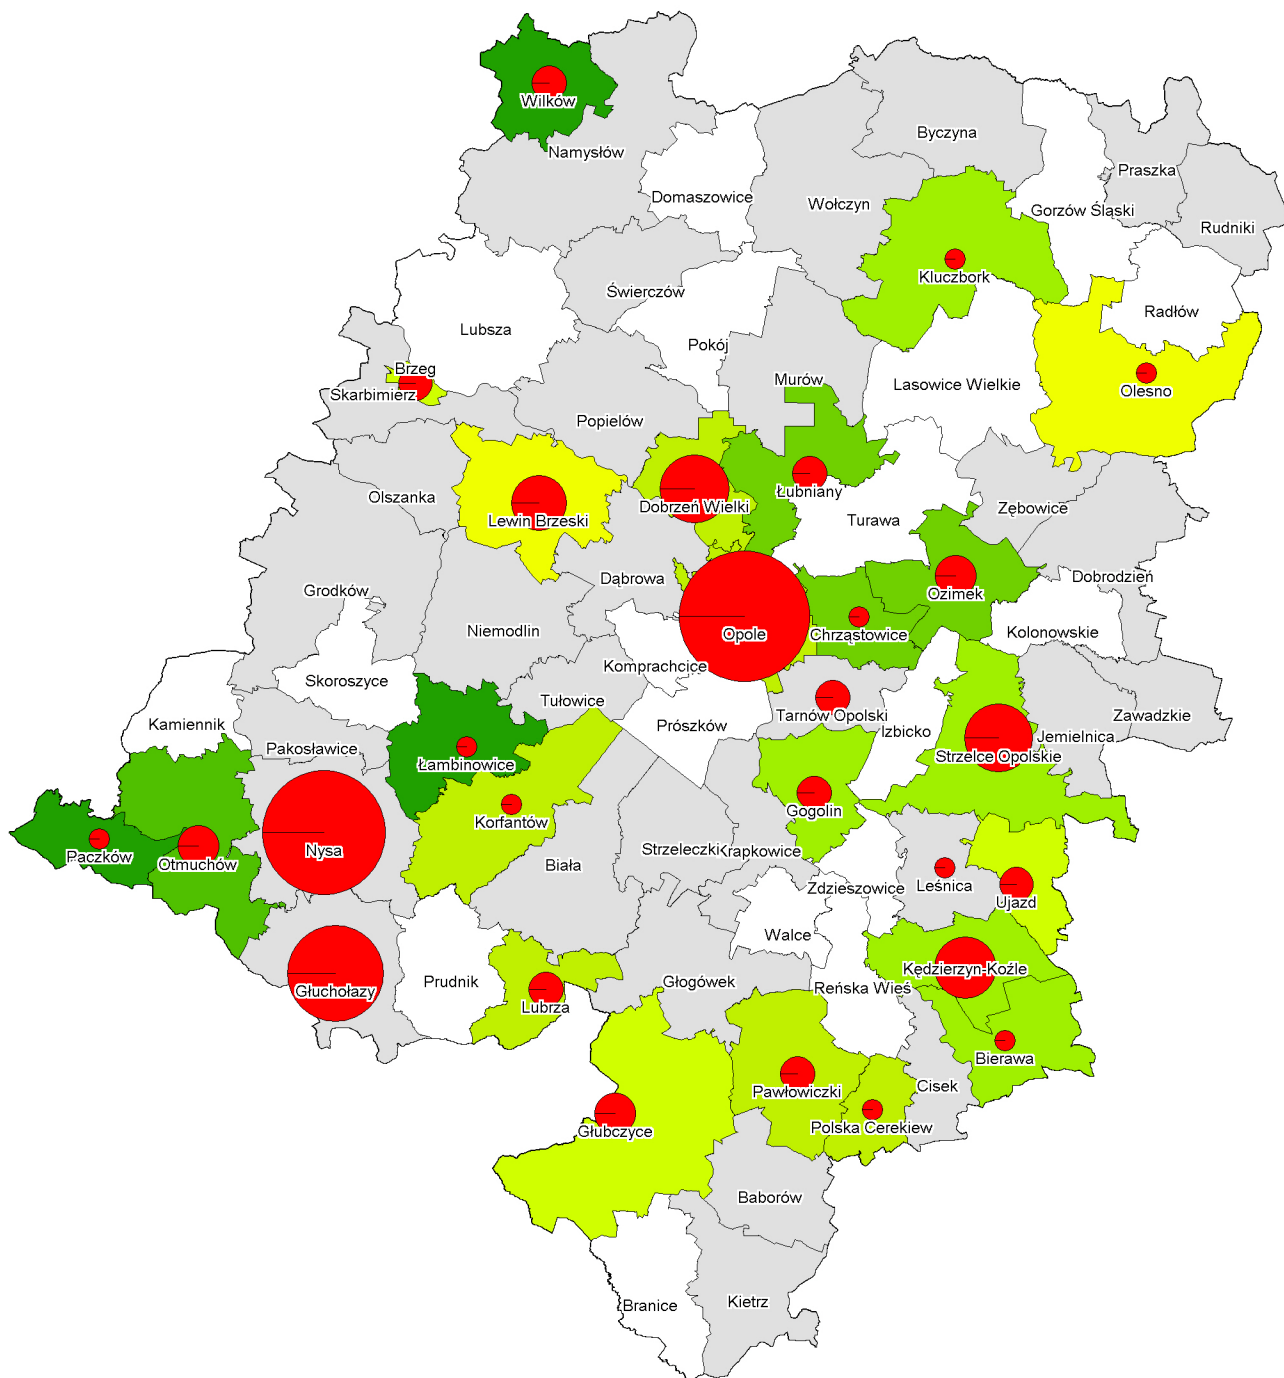 Wilków
Namysłów
Byczyna
Praszka
Domaszowice
Wołczyn
Gorzów Śląski
Rudniki
Kluczbork
Świerczów
Radłów
Lubsza
Pokój
Brzeg
Murów
Lasowice Wielkie
Olesno
Skarbimierz
Popielów
Olszanka
Łubniany
Zębowice
Dobrzeń Wielki
Lewin Brzeski
Turawa
Dąbrowa
Dobrodzień
Grodków
Ozimek
Niemodlin
Opole
Chrząstowice
Kolonowskie
Komprachcice
Skoroszyce
Tułowice
Kamiennik
Prószków
Tarnów Opolski
Zawadzkie
Izbicko
Jemielnica
Pakosławice
Strzelce Opolskie
Łambinowice
Gogolin
Korfantów
Nysa
Strzeleczki
Krapkowice
Paczków
Otmuchów
Biała
Zdzieszowice
Leśnica
Ujazd
Walce
Kędzierzyn-Koźle
Prudnik
Głogówek
Reńska Wieś
Głuchołazy
Lubrza
Bierawa
Cisek
Pawłowiczki
Polska Cerekiew
Głubczyce
Baborów
Kietrz
Branice